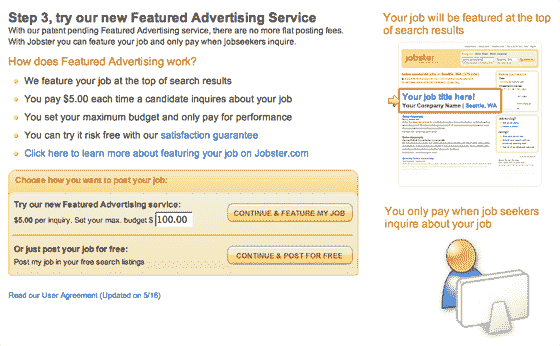 Step 3, try our new Featured Advertising Service
With our patent pending Featured Advertising service, there are no more flat posting fees.
With Jobster you can feature your job and only pay when jobseekers inquire.
How does Featured Advertising work?
We feature your job at the top of search results
You pay $5.00 each time a candidate inquires about your job
You set your maximum budget and only pay for performance
You can try it risk free with our satisfaction guarantee
Click here to learn more about featuring your job on Jobster.com
Choose how you want to post your job:
Try our new Featured Advertising service:
$5.00 per inquiry. Set your max. budget $ 100.00
CONTINUE & FEATURE MY JOB
Or just post your job for free:
Post my job in your free search listings
CONTINUE & POST FOR FREE
Read our User Agreement (Updated on 5/16)
Your job will be featured at the top
of search results
jobster
Your job title here!
Your Company Name | Seattle, WA
You only pay when job seekers
inquire about your job